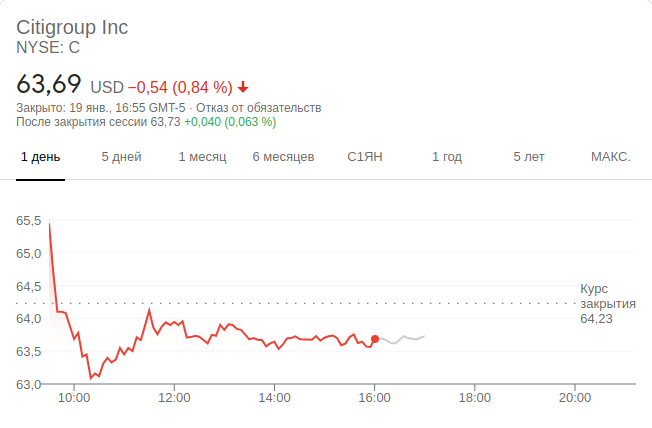 Citigroup Inc
NYSE: C
63,69 USD −0,54 (0,84 %)
Закрыто: 19 янв., 16:55 GMT-5 · Отказ от обязательств
После закрытия сессии 63,73 +0,040 (0,063 %)
1 день 5 дней 1 месяц 6 месяцев С1ЯН 1 год 5 лет МАКС.
65,5
65,0
64,5
64,0
63,5
63,0
Курс
закрытия
64,23
10:00 12:00 14:00 16:00 18:00 20:00